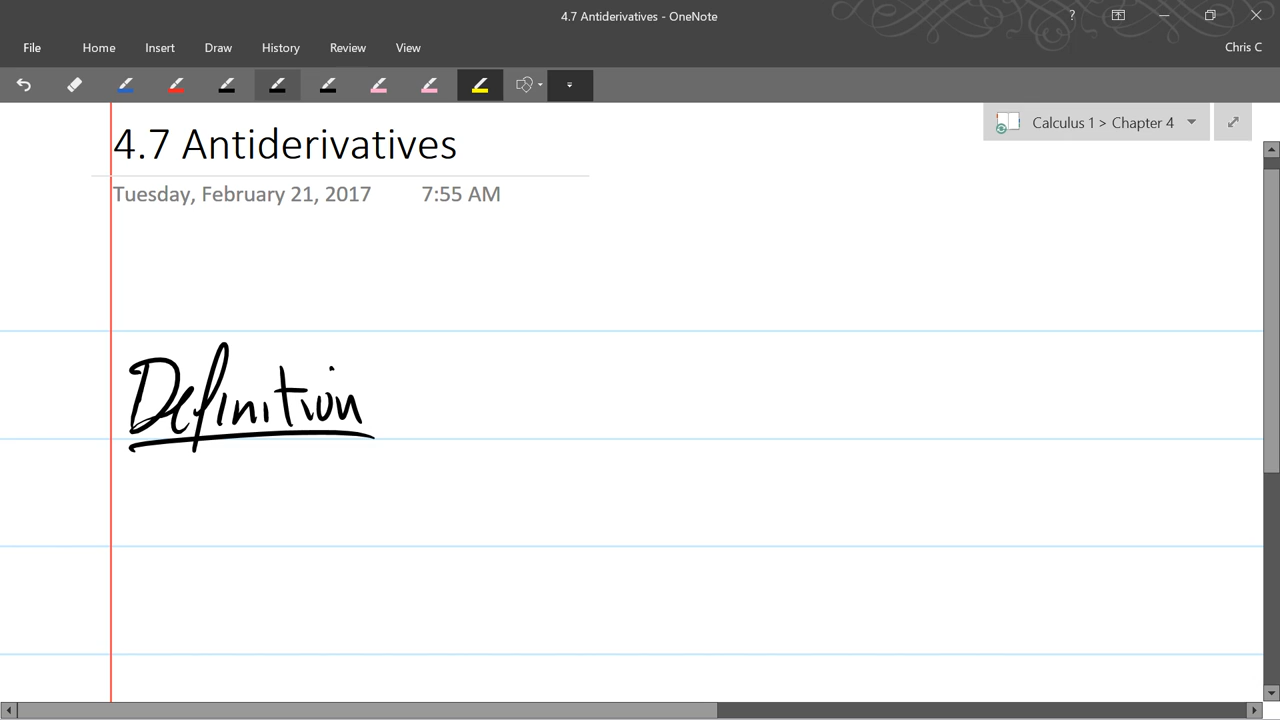 4.7 Antiderivatives - OneNote
?
File
Home
Insert
Draw
History
Review
View
Chris C
4.7 Antiderivatives
Calculus 1 > Chapter 4
Tuesday, February 21, 2017 7:55 AM
Definition